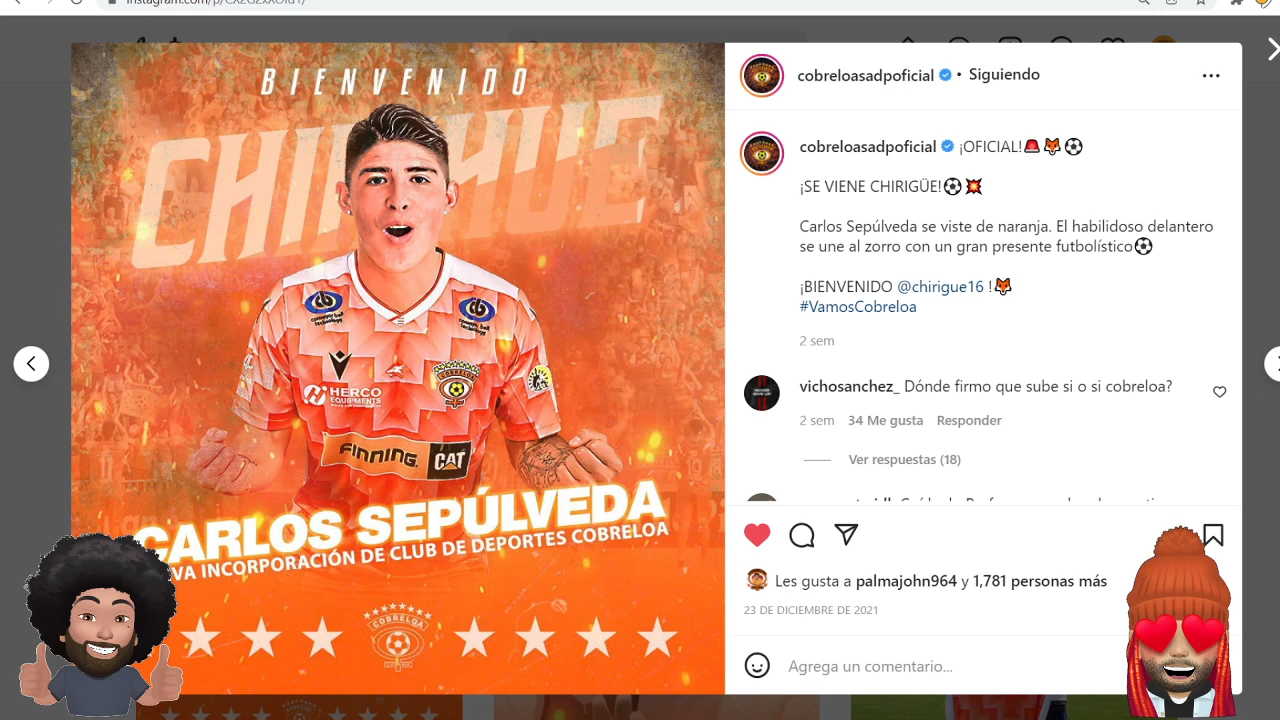 BIENVENIDO
CHIRIHUE
COBRELOA
HERCO
EQUIPMENTS
FINNING.
CAT
CARLOS SEPÚLVEDA
VA INCORPORACIÓN DE CLUB DE DEPORTES COBRELOA
COBRELOA
cobreloasadpoficial • Siguiendo
cobreloasadpoficial ¡OFICIAL!🚨🦊⚽
¡SE VIENE CHIRIGÜE!⚽💥
Carlos Sepúlveda se viste de naranja. El habilidoso delantero
se une al zorro con un gran presente futbolístico⚽
¡BIENVENIDO @chirigue16 !🦊
#VamosCobreloa
2 sem
vichosanchez_ Dónde firmo que sube si o si cobreloa?
2 sem 34 Me gusta Responder
Ver respuestas (18)
Les gusta a palmajohn964 y 1,781 personas más
23 DE DICIEMBRE DE 2021
Agrega un comentario...